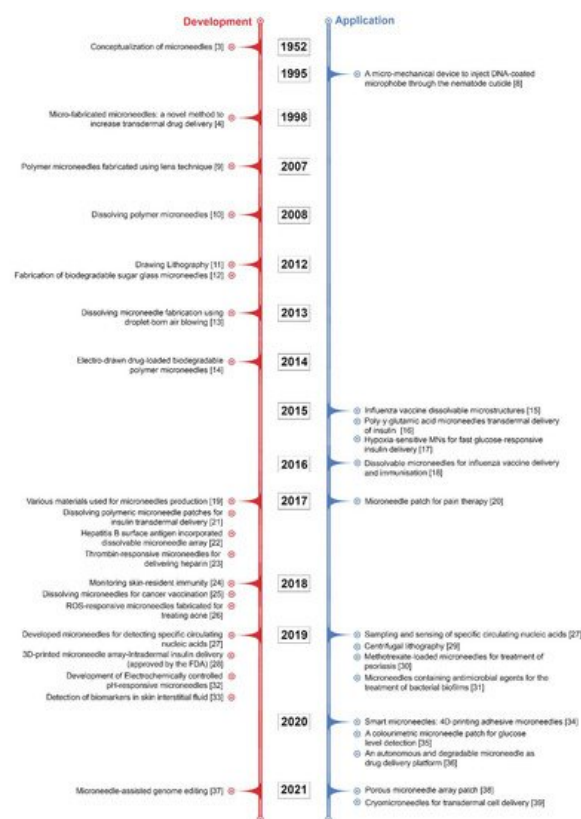 Development
Application
Conceptualization of microneedles [3]
1952
1995
A micro-mechanical device to inject DNA-coated
microphobe through the nematode cuticle [8]
Micro-fabricated microneedles: a novel method to
increase transdermal drug delivery [4]
1998
Polymer microneedles fabricated using lens technique [9]
2007
Dissolving polymer microneedles [10]
2008
Drawing Lithography [11]
Fabrication of biodegradable sugar glass microneedles [12]
2012
Dissolving microneedle fabrication using
droplet-born air blowing [13]
2013
Electro-drawn drug-loaded biodegradable
polymer microneedles [14]
2014
2015
Influenza vaccine dissolvable microstructures [15]
Poly-y-glutamic acid microneedles transdermal delivery
of insulin [16]
Hypoxia-sensitive MNs for fast glucose-responsive
insulin delivery [17]
2016
Dissolvable microneedles for influenza vaccine delivery
and immunisation [18]
Various materials used for microneedles production [19]
Dissolving polymeric microneedle patches for
insulin transdermal delivery [21]
Hepatitis B surface antigen incorporated
dissolvable microneedle array [22]
Thrombin-responsive microneedles for
delivering heparin [23]
2017
Microneedle patch for pain therapy [20]
Monitoring skin-resident immunity [24]
Dissolving microneedles for cancer vaccination [25]
ROS-responsive microneedles fabricated for
treating acne [26]
2018
Developed microneedles for detecting specific circulating
nucleic acids [27]
3D-printed microneedle array-Intradermal insulin delivery
(approved by the FDA) [28]
Development of Electrochemically controlled
pH-responsive microneedles [32]
Detection of biomarkers in skin interstitial fluid [33]
2019
Sampling and sensing of specific circulating nucleic acids [27]
Centrifugal lithography [29]
Methotrexate-loaded microneedles for treatment of
psoriasis [30]
Microneedles containing antimicrobial agents for the
treatment of bacterial biofilms [31]
2020
Smart microneedles: 4D-printing adhesive microneedles [34]
A colourimetric microneedle patch for glucose
level detection [35]
An autonomous and degradable microneedle as
drug delivery platform [36]
Microneedle-assisted genome editing [37]
2021
Porous microneedle array patch [38]
Cryomicroneedles for transdermal cell delivery [39]